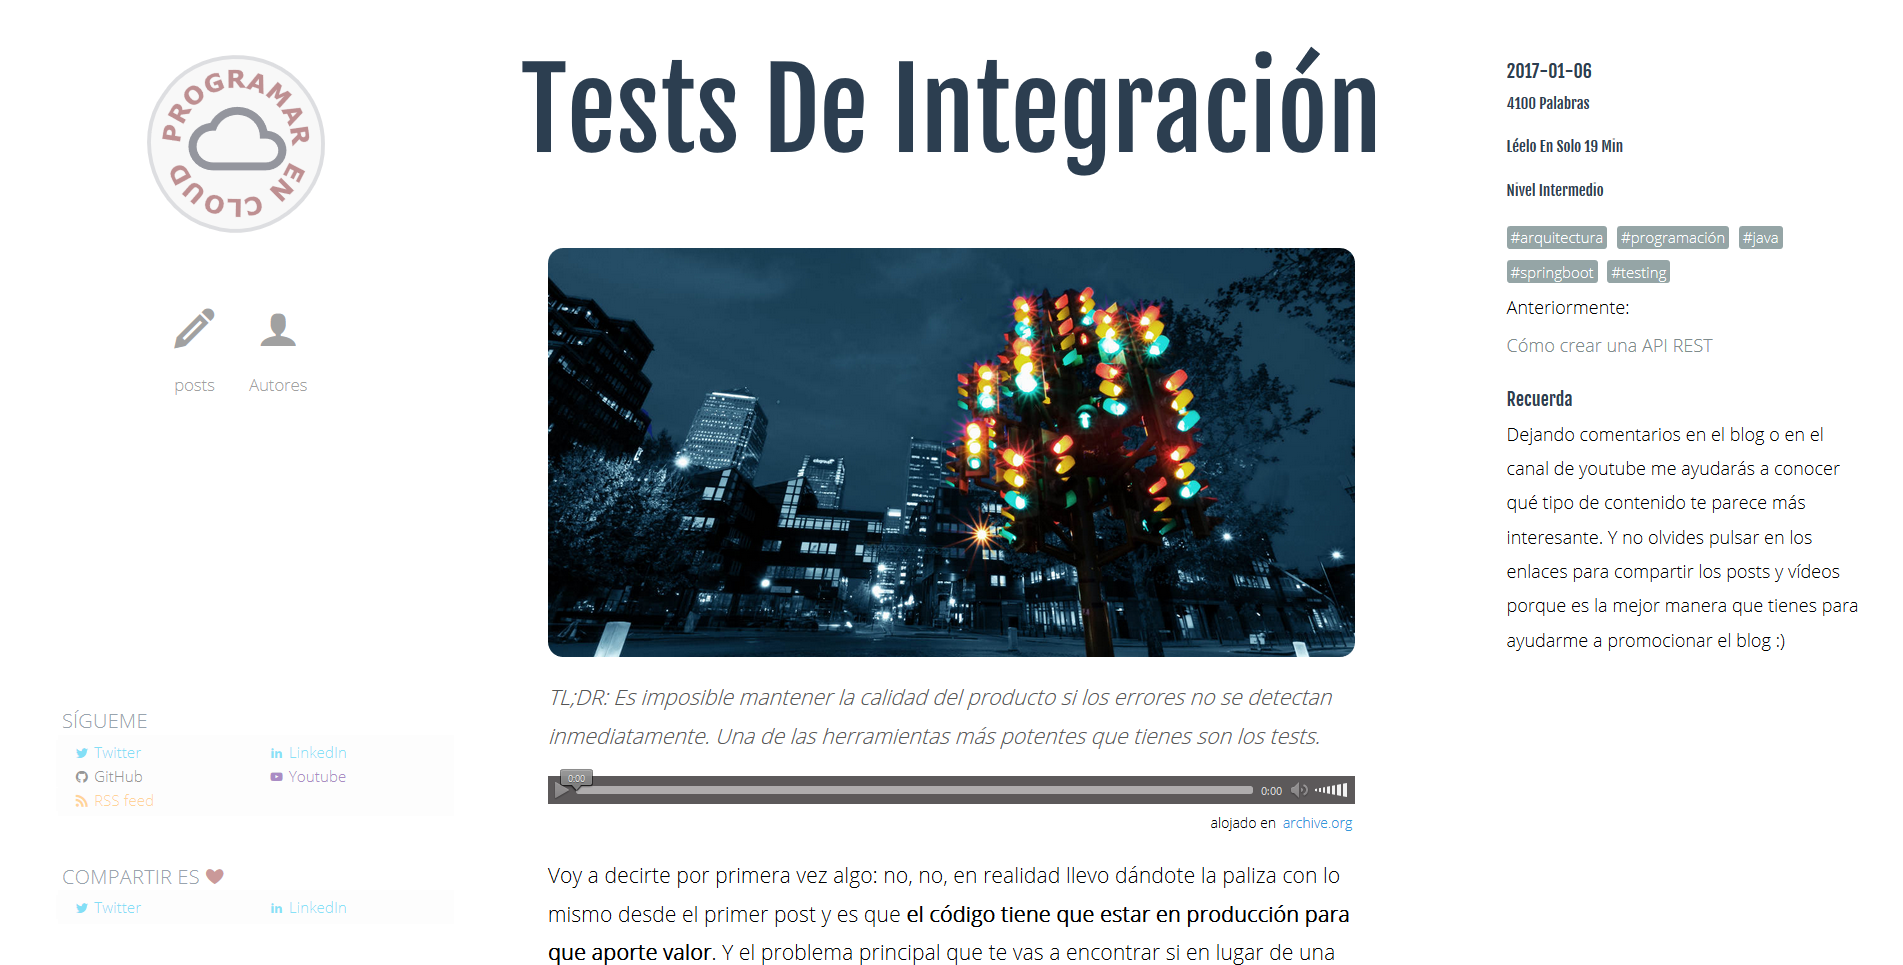 PROGRAMAR EN CLOUD
posts
Autores
SÍGUEME
Twitter
LinkedIn
GitHub
Youtube
RSS feed
COMPARTIR ES
Twitter
LinkedIn
Tests De Integración
TL;DR: Es imposible mantener la calidad del producto si los errores no se detectan
inmediatamente. Una de las herramientas más potentes que tienes son los tests.
0:00
0:00
alojado en archive.org
Voy a decirte por primera vez algo: no, no, en realidad llevo dándote la paliza con lo
mismo desde el primer post y es que el código tiene que estar en producción para
que aporte valor. Y el problema principal que te vas a encontrar si en lugar de una
2017-01-06
4100 Palabras
Léelo En Solo 19 Min
Nivel Intermedio
#arquitectura #programación #java
#springboot #testing
Anteriormente:
Cómo crear una API REST
Recuerda
Dejando comentarios en el blog o en el
canal de youtube me ayudarás a conocer
qué tipo de contenido te parece más
interesante. Y no olvides pulsar en los
enlaces para compartir los posts y vídeos
porque es la mejor manera que tienes para
ayudarme a promocionar el blog :)